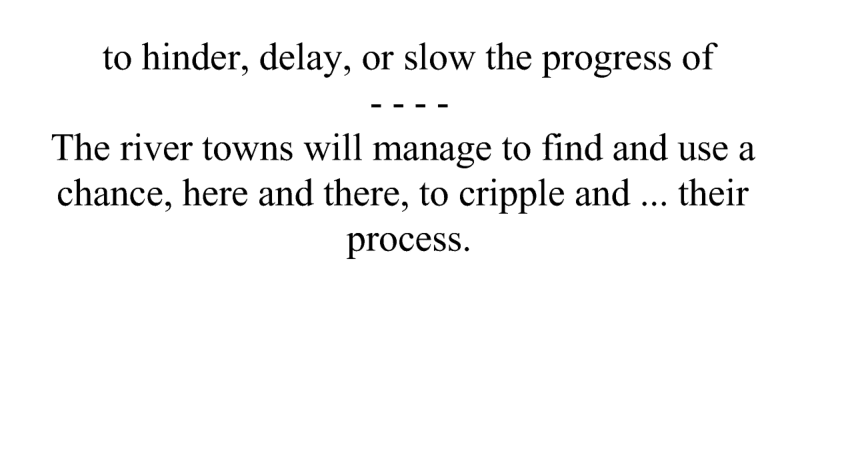 to hinder, delay, or slow the progress of
- - - -
The river towns will manage to find and use a
chance, here and there, to cripple and ... their
process.